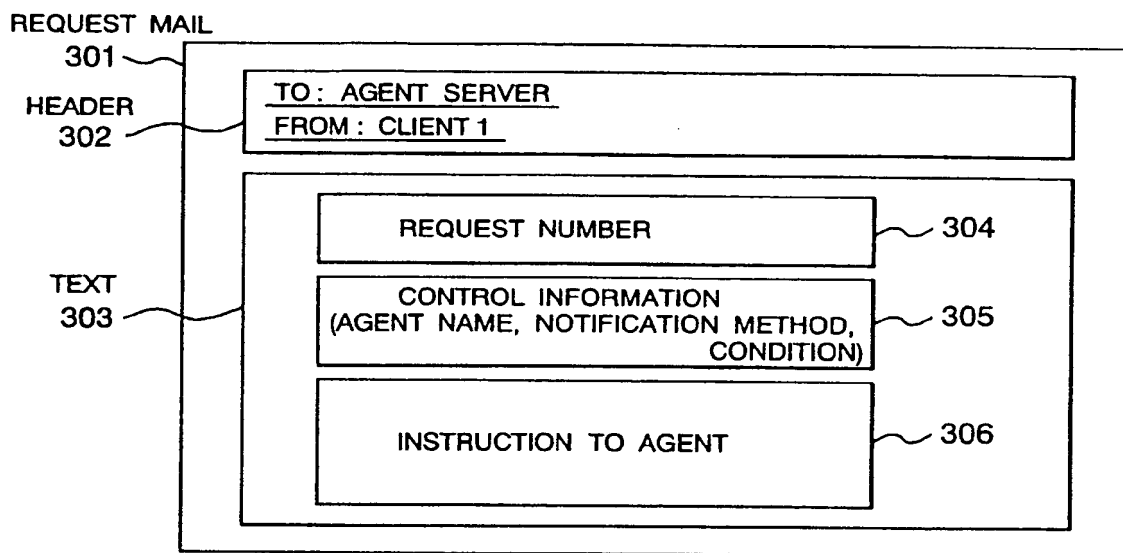 REQUEST MAIL
301
HEADER
302
TO : AGENT SERVER
FROM : CLIENT 1
TEXT
303
REQUEST NUMBER
304
CONTROL INFORMATION
(AGENT NAME, NOTIFICATION METHOD,
CONDITION)
305
INSTRUCTION TO AGENT
306